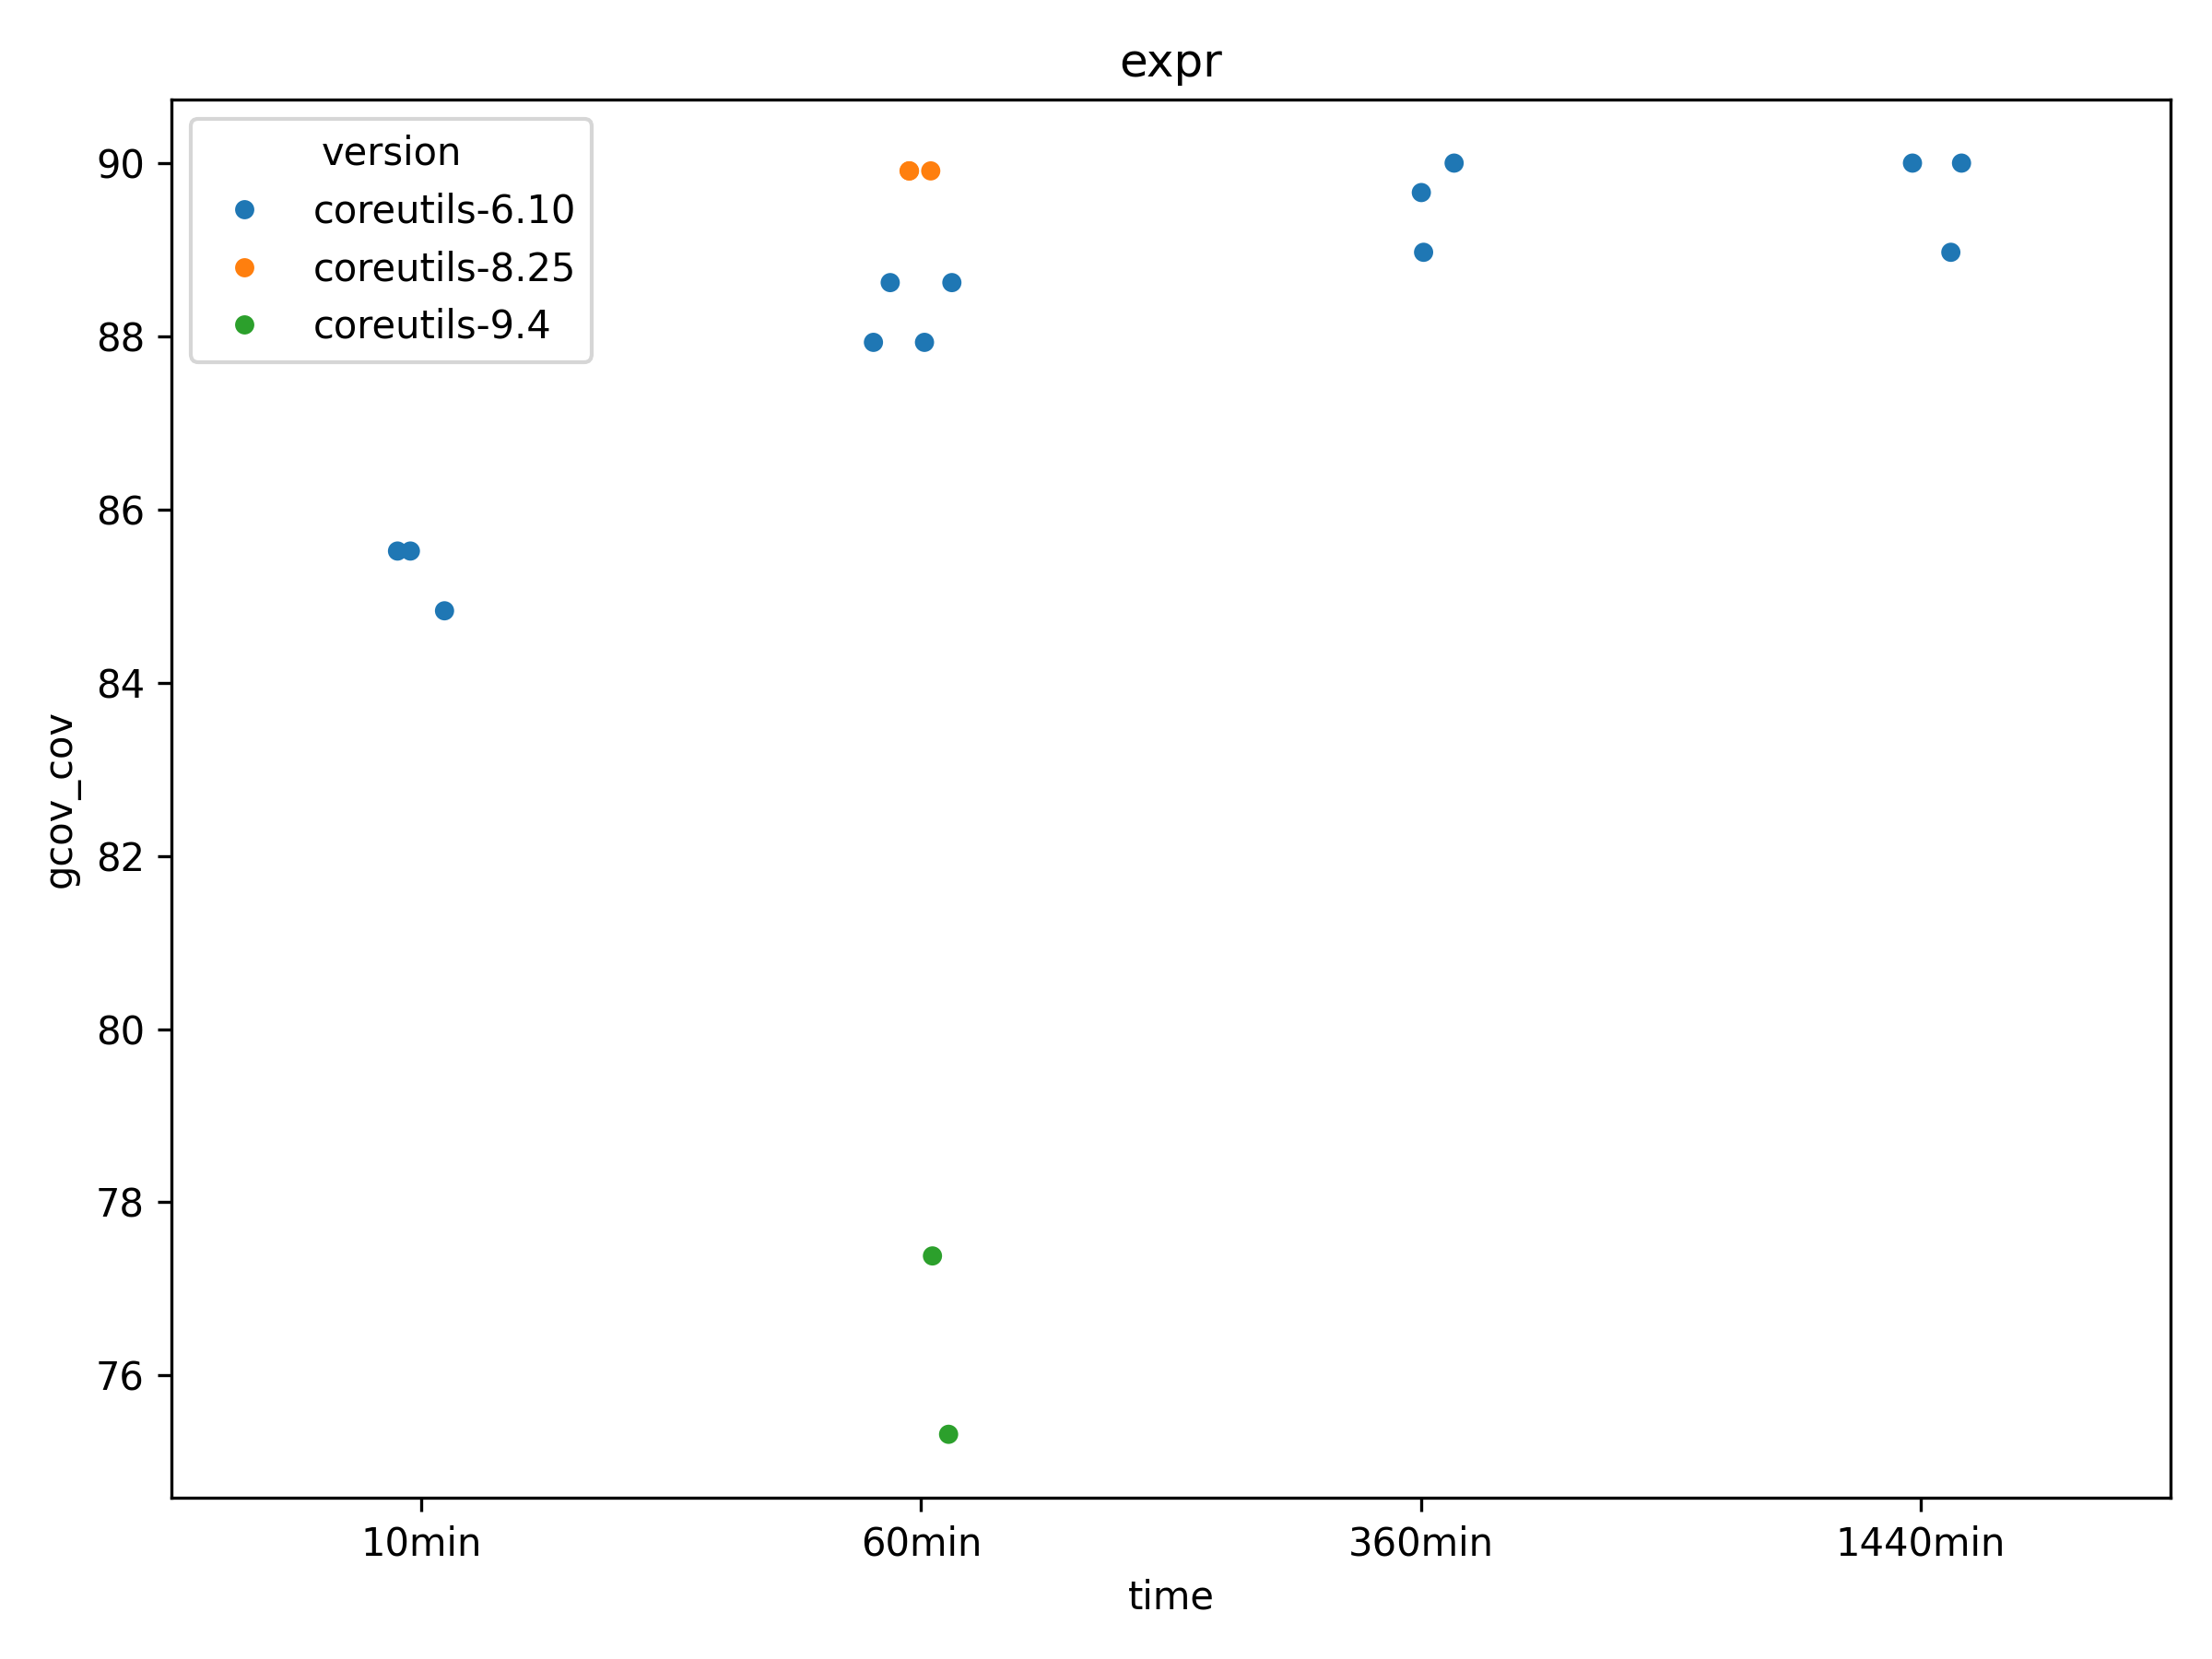 expr
version
coreutils-6.10
coreutils-8.25
coreutils-9.4
90
88
86
84
82
80
78
76
gcov_cov
10min 60min 360min 1440min
time